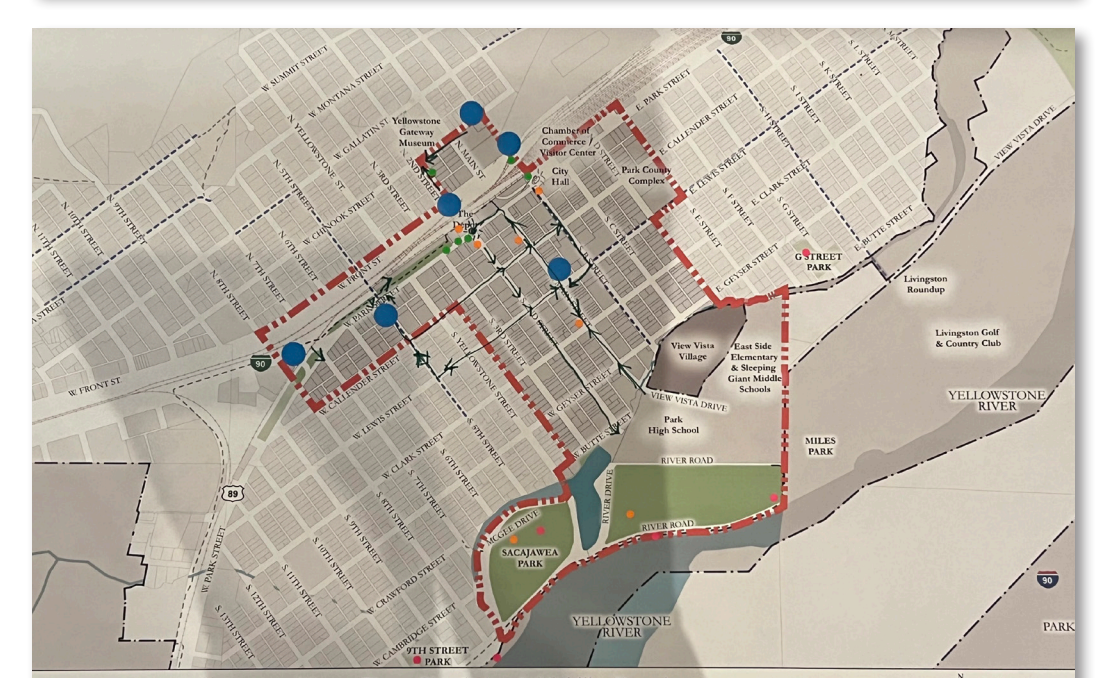 90
W. SUMMIT STREET
W. MONTANA STREET
W. GALLATIN ST
N. YELLOWSTONE ST
Yellowstone
Gateway
Museum
N. MAIN ST
2ND STREET
N. 3RD STREET
N. 5TH STREET
N. 6TH STREET
N. 7TH STREET
N. 8TH STREET
N. 9TH STREET
N. 10TH STREET
N. 11TH STREET
W. CHINOOK STREET
W. FRONT ST
W. FRONT ST
Chamber of
Commerce
Visitor Center
City
Hall
Park County
Complex
The
E. PARK STREET
E. CALLENDER STREET
E. LEWIS STREET
E. CLARK STREET
E. GEYSER STREET
E. BUTTE STREET
S. C STREET
S. E STREET
S. G STREET
S. H STREET
S. K STREET
S. L STREET
VIEW VISTA DRIVE
G STREET
PARK
Livingston
Roundup
Livingston Golf
& Country Club
YELLOWSTONE
RIVER
View Vista
Village
East Side
Elementary
& Sleeping
Giant Middle
Schools
VIEW VISTA DRIVE
Park
High School
MILES
PARK
RIVER ROAD
RIVER DRIVE
RIVER ROAD
W. GEYSER STREET
W. BUTTE STREET
S. 3RD STREET
S. YELLOWSTONE STREET
S. 5TH STREET
S. 6TH STREET
S. 7TH STREET
S. 8TH STREET
S. 9TH STREET
S. 10TH STREET
S. 11TH STREET
S. 12TH STREET
S. 13TH STREET
90
W. CALLENDER STREET
W. LEWIS STREET
W. CLARK STREET
W. CRAWFORD STREET
W. CAMBRIDGE STREET
89
W. PARK STREET
MCGEE DRIVE
SACAJAWEA
PARK
YELLOWSTONE
RIVER
9TH STREET
PARK
90
PARK